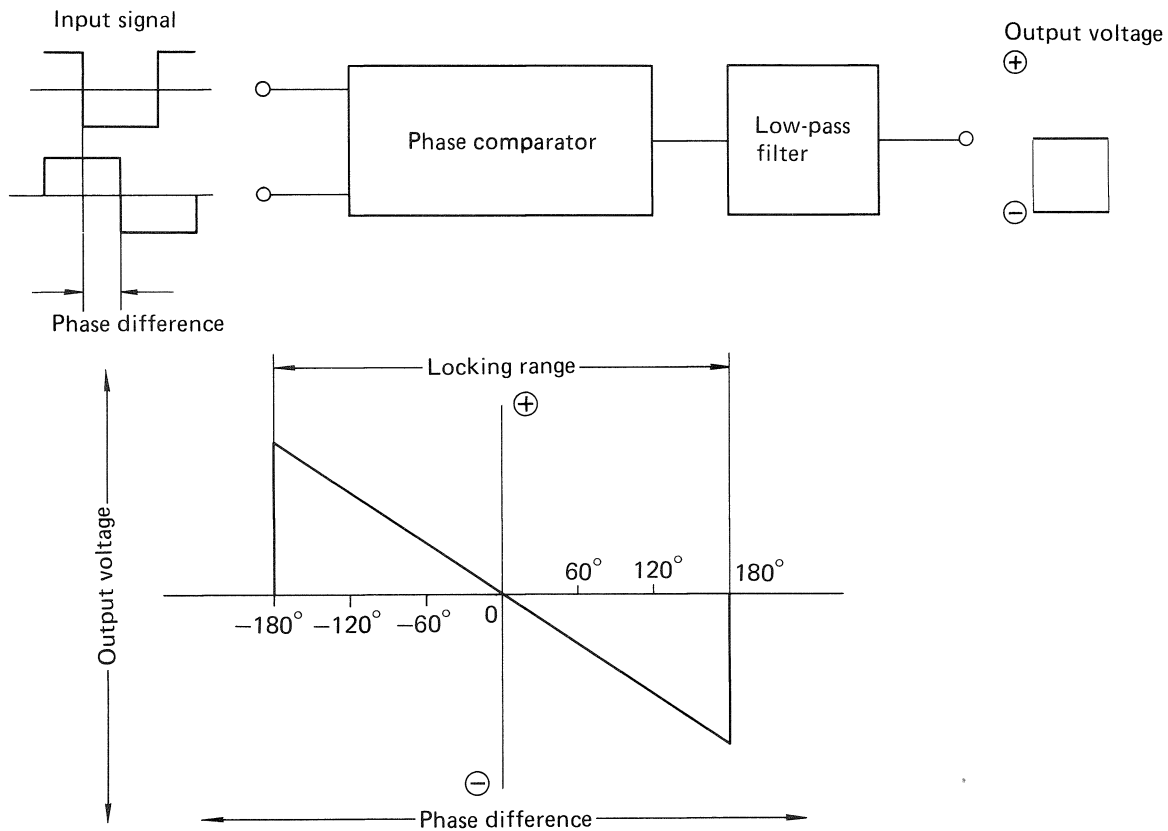 Input signal
Output voltage
⊕
Phase comparator
Low-pass
filter
⊖
Phase difference
Locking range
⊕
Output voltage
60° 120° 180°
−180° −120° −60° 0
⊖
Phase difference